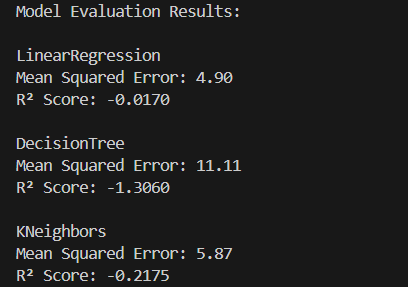 Model Evaluation Results:
LinearRegression
Mean Squared Error: 4.90
R² Score: -0.0170
DecisionTree
Mean Squared Error: 11.11
R² Score: -1.3060
KNeighbors
Mean Squared Error: 5.87
R² Score: -0.2175